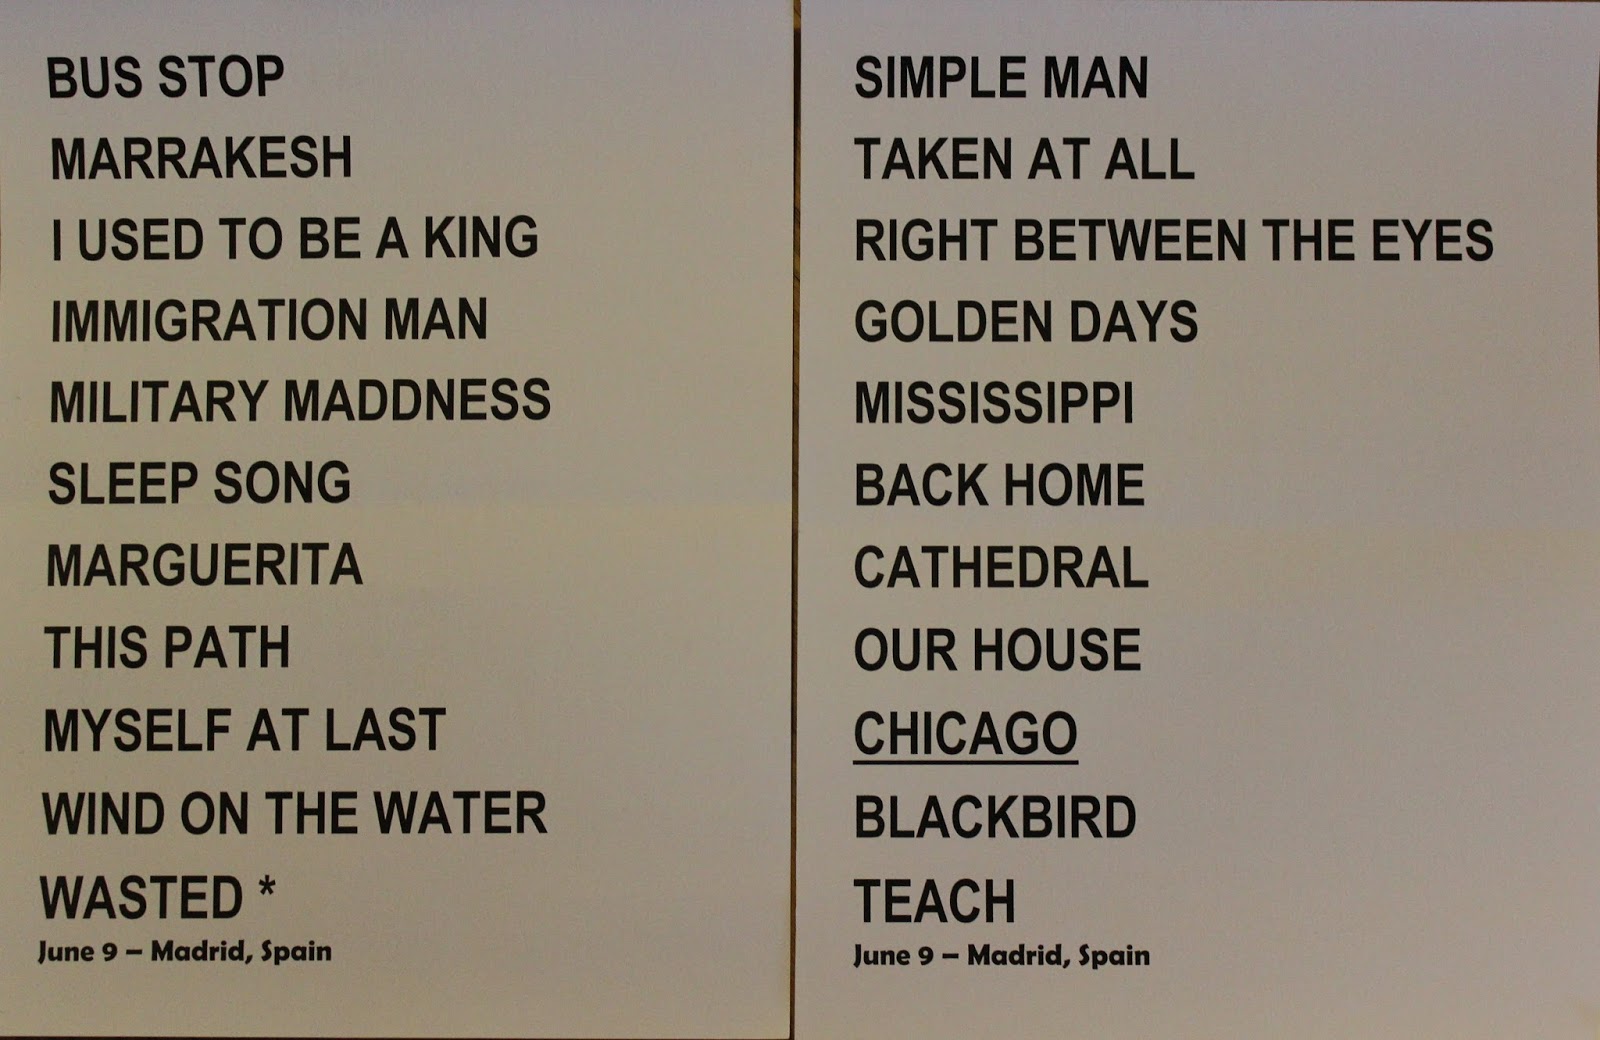 BUS STOP
MARRAKESH
I USED TO BE A KING
IMMIGRATION MAN
MILITARY MADDNESS
SLEEP SONG
MARGUERITA
THIS PATH
MYSELF AT LAST
WIND ON THE WATER
WASTED *
June 9 – Madrid, Spain
SIMPLE MAN
TAKEN AT ALL
RIGHT BETWEEN THE EYES
GOLDEN DAYS
MISSISSIPPI
BACK HOME
CATHEDRAL
OUR HOUSE
CHICAGO
BLACKBIRD
TEACH
June 9 – Madrid, Spain